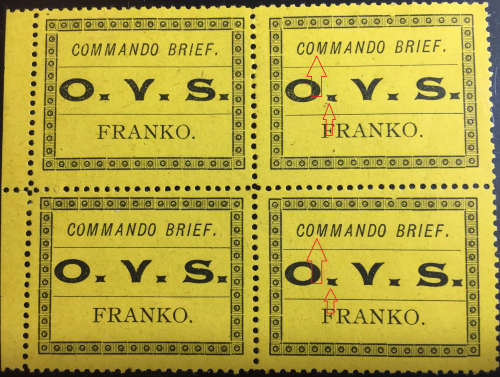 COMMANDO BRIEF.
O. V. S.
FRANKO.
COMMANDO BRIEF.
O. V. S.
FRANKO.
COMMANDO BRIEF.
O. V. S.
FRANKO.
COMMANDO BRIEF.
O. V. S.
FRANKO.